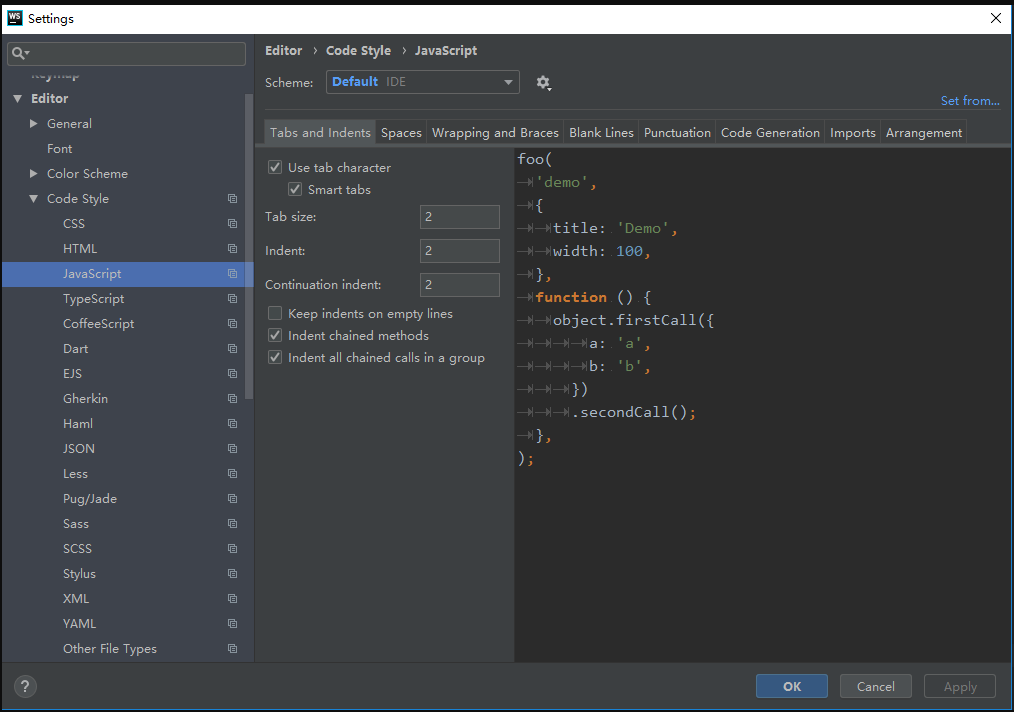 WS Settings
Keymap
Editor
General
Font
Color Scheme
Code Style
CSS
HTML
JavaScript
TypeScript
CoffeeScript
Dart
EJS
Gherkin
Haml
JSON
Less
Pug/Jade
Sass
SCSS
Stylus
XML
YAML
Other File Types
Editor › Code Style › JavaScript
Scheme: Default IDE
Set from...
Tabs and Indents Spaces Wrapping and Braces Blank Lines Punctuation Code Generation Imports Arrangement
Use tab character
Smart tabs
Tab size: 2
Indent: 2
Continuation indent: 2
Keep indents on empty lines
Indent chained methods
Indent all chained calls in a group
foo(
'demo',
{
title: 'Demo',
width: 100,
},
function () {
object.firstCall({
a: 'a',
b: 'b',
})
.secondCall();
},
);
? OK Cancel Apply